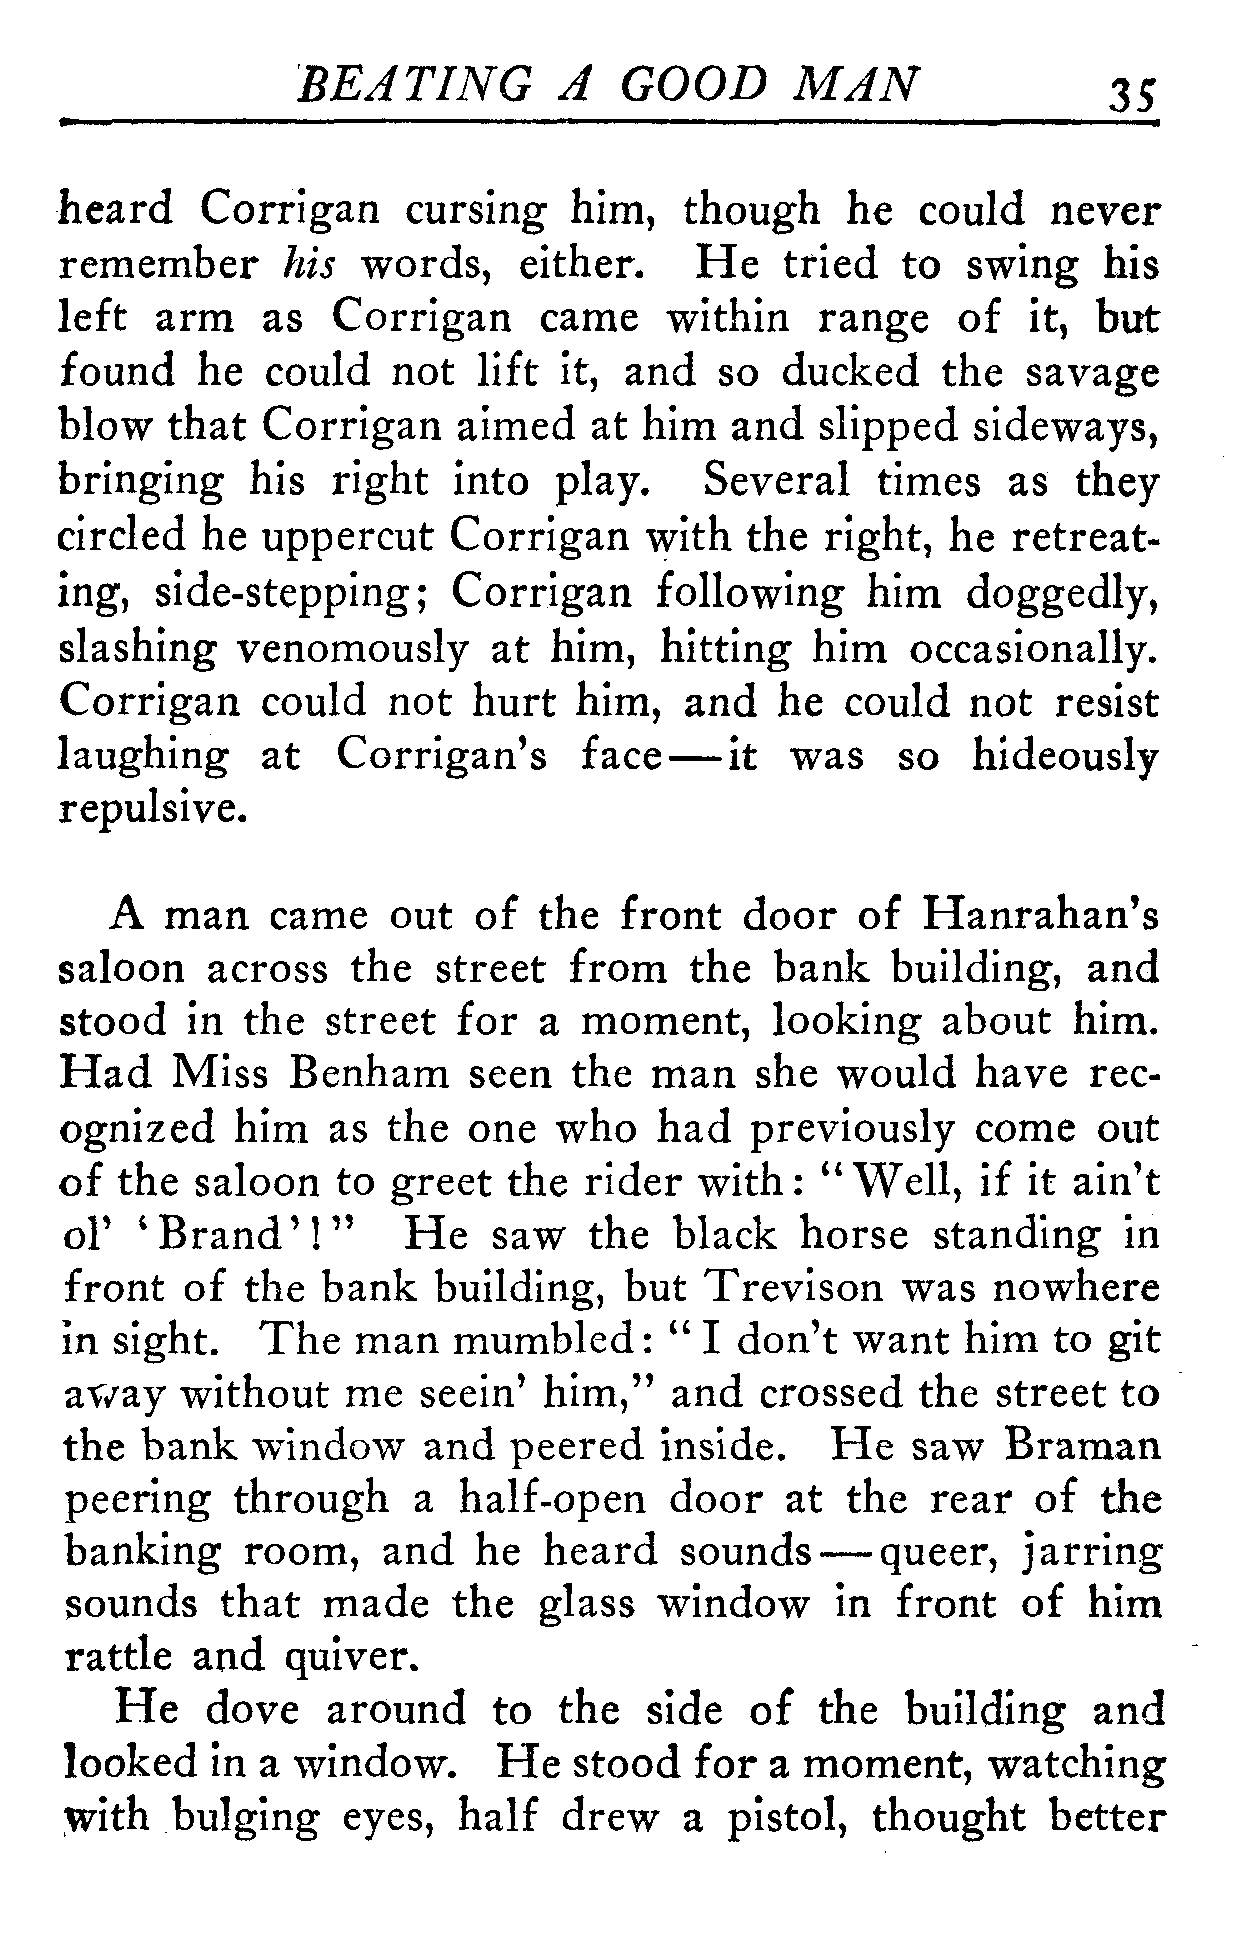 BEATING A GOOD MAN 35
heard Corrigan cursing him, though he could never
remember his words, either. He tried to swing his
left arm as Corrigan came within range of it, but
found he could not lift it, and so ducked the savage
blow that Corrigan aimed at him and slipped sideways,
bringing his right into play. Several times as they
circled he uppercut Corrigan with the right, he retreat-
ing, side-stepping; Corrigan following him doggedly,
slashing venomously at him, hitting him occasionally.
Corrigan could not hurt him, and he could not resist
laughing at Corrigan's face—it was so hideously
repulsive.
A man came out of the front door of Hanrahan's
saloon across the street from the bank building, and
stood in the street for a moment, looking about him.
Had Miss Benham seen the man she would have rec-
ognized him as the one who had previously come out
of the saloon to greet the rider with: "Well, if it ain't
ol' 'Brand'!" He saw the black horse standing in
front of the bank building, but Trevison was nowhere
in sight. The man mumbled: "I don't want him to git
away without me seein' him," and crossed the street to
the bank window and peered inside. He saw Braman
peering through a half-open door at the rear of the
banking room, and he heard sounds—queer, jarring
sounds that made the glass window in front of him
rattle and quiver.
He dove around to the side of the building and
looked in a window. He stood for a moment, watching
with bulging eyes, half drew a pistol, thought better